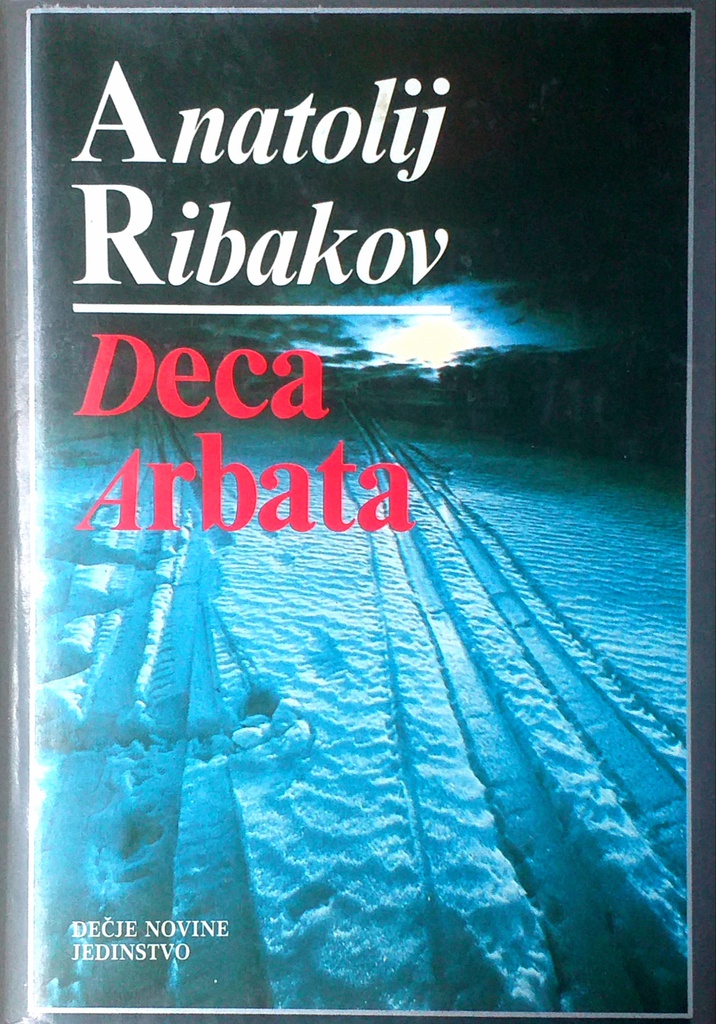 Anatolij
Ribakov
Deca
Arbata
DEČJE NOVINE
JEDINSTVO